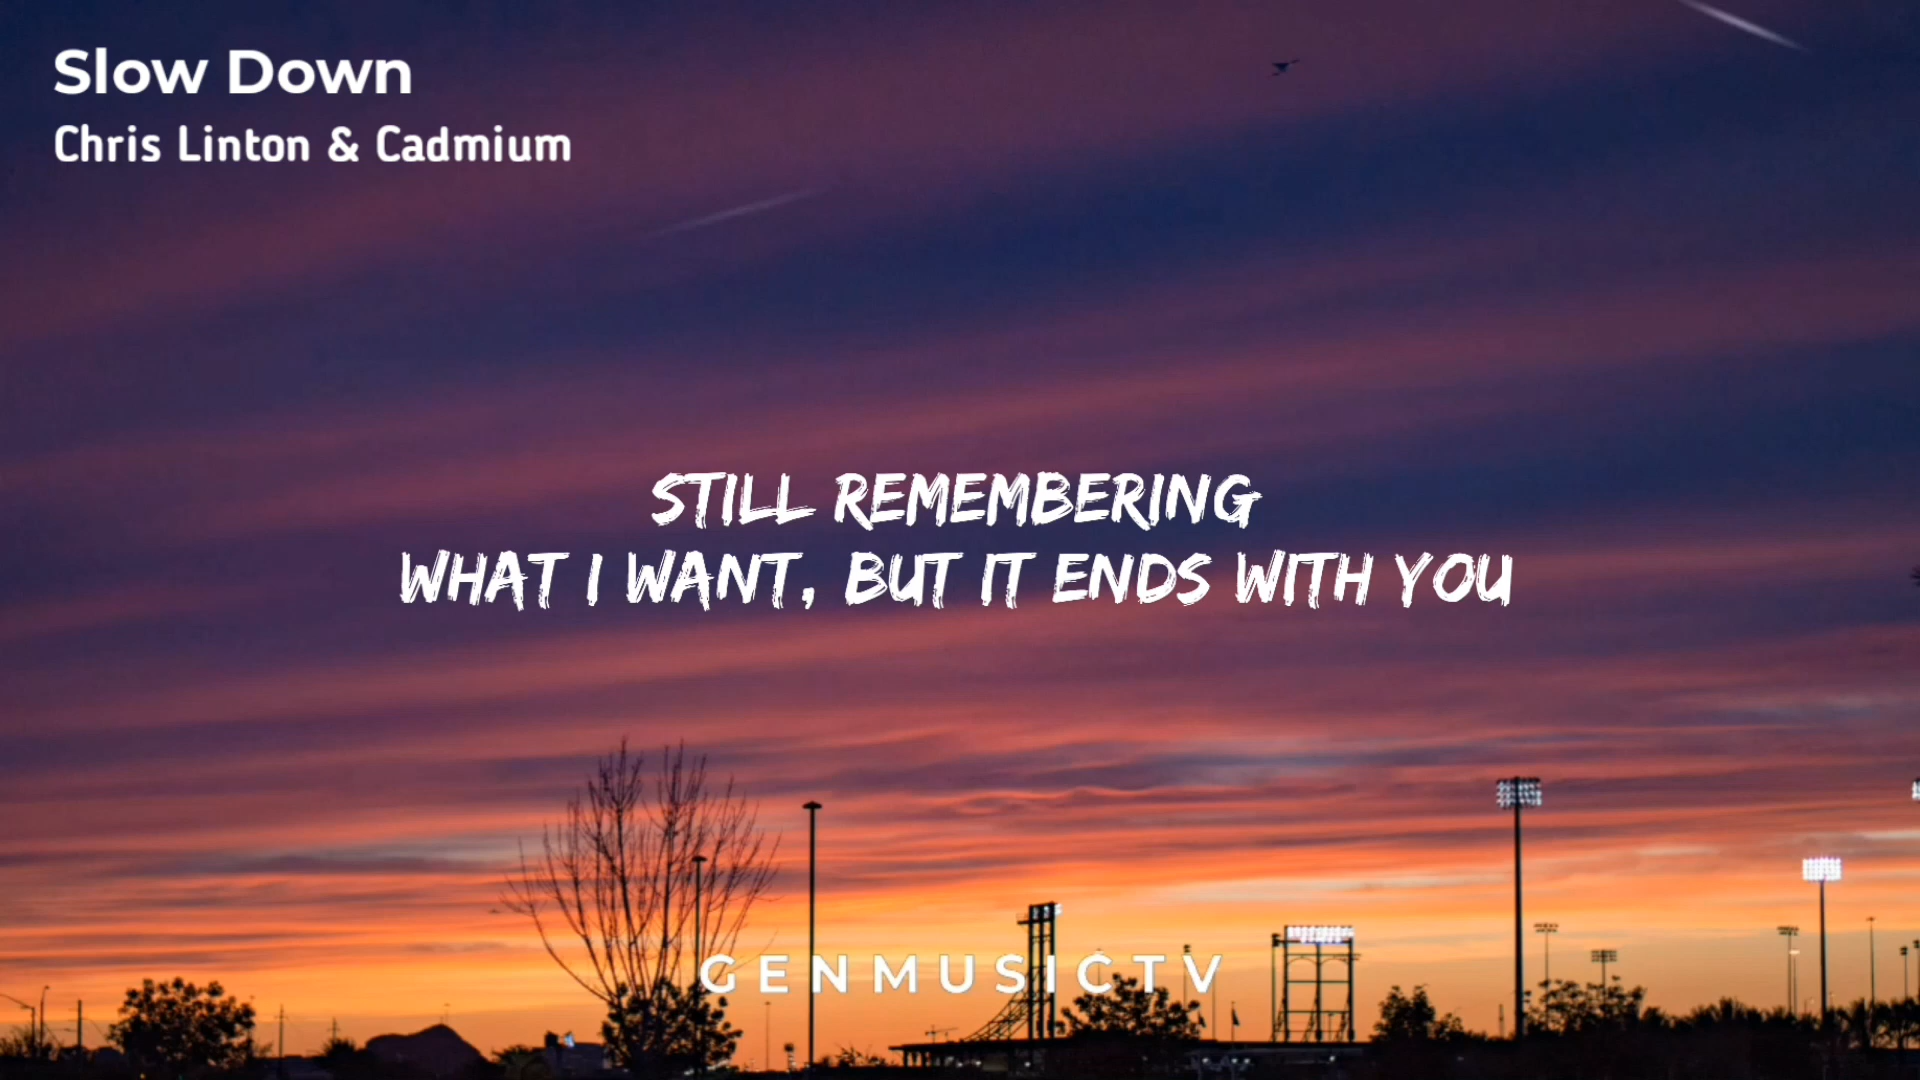 Slow Down
Chris Linton & Cadmium
STILL REMEMBERING
WHAT I WANT, BUT IT ENDS WITH YOU
GENMUSICTV